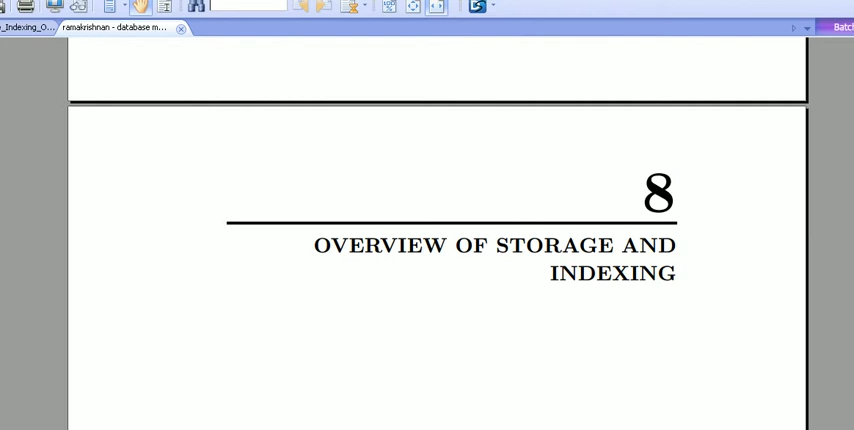 _Indexing_O...
ramakrishnan - database m...
Batch
8
OVERVIEW OF STORAGE AND
INDEXING